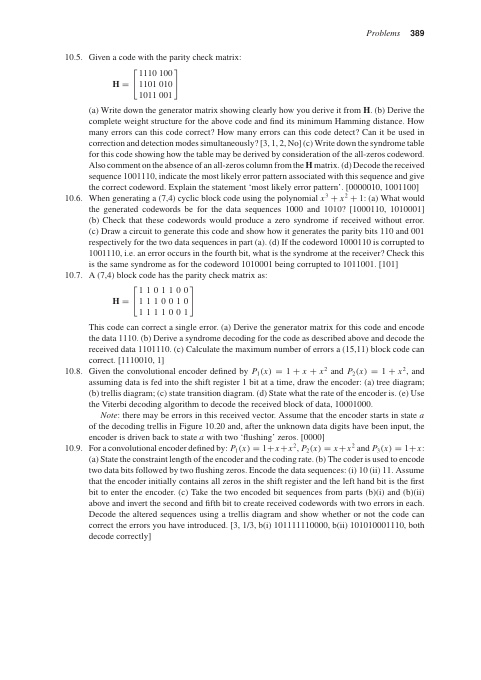 Problems 389
10.5. Given a code with the parity check matrix:
1110 100
H = 1101 010
1011 001
(a) Write down the generator matrix showing clearly how you derive it from H. (b) Derive the
complete weight structure for the above code and find its minimum Hamming distance. How
many errors can this code correct? How many errors can this code detect? Can it be used in
correction and detection modes simultaneously? [3, 1, 2, No] (c) Write down the syndrome table
for this code showing how the table may be derived by consideration of the all-zeros codeword.
Also comment on the absence of an all-zeros column from the H matrix. (d) Decode the received
sequence 1001110, indicate the most likely error pattern associated with this sequence and give
the correct codeword. Explain the statement 'most likely error pattern'. [0000010, 1001100]
10.6. When generating a (7,4) cyclic block code using the polynomial x³ + x² + 1: (a) What would
the generated codewords be for the data sequences 1000 and 1010? [1000110, 1010001]
(b) Check that these codewords would produce a zero syndrome if received without error.
(c) Draw a circuit to generate this code and show how it generates the parity bits 110 and 001
respectively for the two data sequences in part (a). (d) If the codeword 1000110 is corrupted to
1001110, i.e. an error occurs in the fourth bit, what is the syndrome at the receiver? Check this
is the same syndrome as for the codeword 1010001 being corrupted to 1011001. [101]
10.7. A (7,4) block code has the parity check matrix as:
1 1 0 1 1 0 0
H = 1 1 1 0 0 1 0
1 1 1 1 0 0 1
This code can correct a single error. (a) Derive the generator matrix for this code and encode
the data 1110. (b) Derive a syndrome decoding for the code as described above and decode the
received data 1101110. (c) Calculate the maximum number of errors a (15,11) block code can
correct. [1110010, 1]
10.8. Given the convolutional encoder defined by P₁(x) = 1 + x + x² and P₂(x) = 1 + x², and
assuming data is fed into the shift register 1 bit at a time, draw the encoder: (a) tree diagram;
(b) trellis diagram; (c) state transition diagram. (d) State what the rate of the encoder is. (e) Use
the Viterbi decoding algorithm to decode the received block of data, 10001000.
Note: there may be errors in this received vector. Assume that the encoder starts in state a
of the decoding trellis in Figure 10.20 and, after the unknown data digits have been input, the
encoder is driven back to state a with two 'flushing' zeros. [0000]
10.9. For a convolutional encoder defined by: P₁(x) = 1+x+x², P₂(x) = x+x² and P₃(x) = 1+x:
(a) State the constraint length of the encoder and the coding rate. (b) The coder is used to encode
two data bits followed by two flushing zeros. Encode the data sequences: (i) 10 (ii) 11. Assume
that the encoder initially contains all zeros in the shift register and the left hand bit is the first
bit to enter the encoder. (c) Take the two encoded bit sequences from parts (b)(i) and (b)(ii)
above and invert the second and fifth bit to create received codewords with two errors in each.
Decode the altered sequences using a trellis diagram and show whether or not the code can
correct the errors you have introduced. [3, 1/3, b(i) 101111110000, b(ii) 101010001110, both
decode correctly]